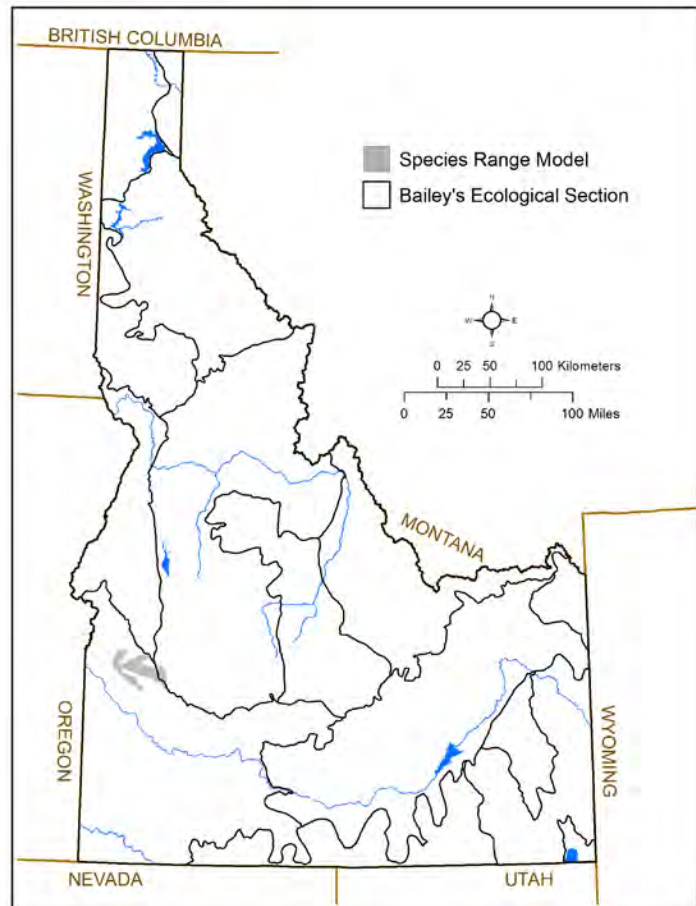 BRITISH COLUMBIA
WASHINGTON
Species Range Model
Bailey's Ecological Section
N
W E
S
0 25 50 100 Kilometers
0 25 50 100 Miles
MONTANA
OREGON
WYOMING
NEVADA
UTAH